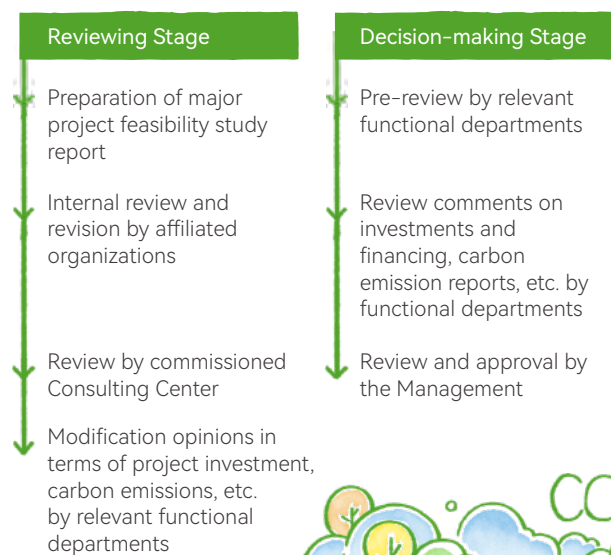 Reviewing Stage
Preparation of major
project feasibility study
report
Internal review and
revision by affiliated
organizations
Review by commissioned
Consulting Center
Modification opinions in
terms of project investment,
carbon emissions, etc.
by relevant functional
departments
Decision-making Stage
Pre-review by relevant
functional departments
Review comments on
investments and
financing, carbon
emission reports, etc. by
functional departments
Review and approval by
the Management